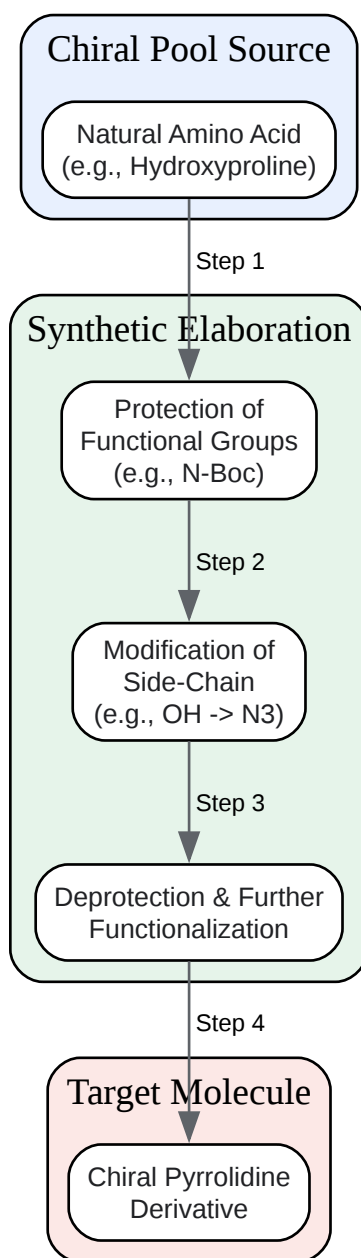 Chiral Pool Source
Natural Amino Acid
(e.g., Hydroxyproline)
Step 1
Synthetic Elaboration
Protection of
Functional Groups
(e.g., N-Boc)
Step 2
Modification of
Side-Chain
(e.g., OH -> N3)
Step 3
Deprotection & Further
Functionalization
Step 4
Target Molecule
Chiral Pyrrolidine
Derivative